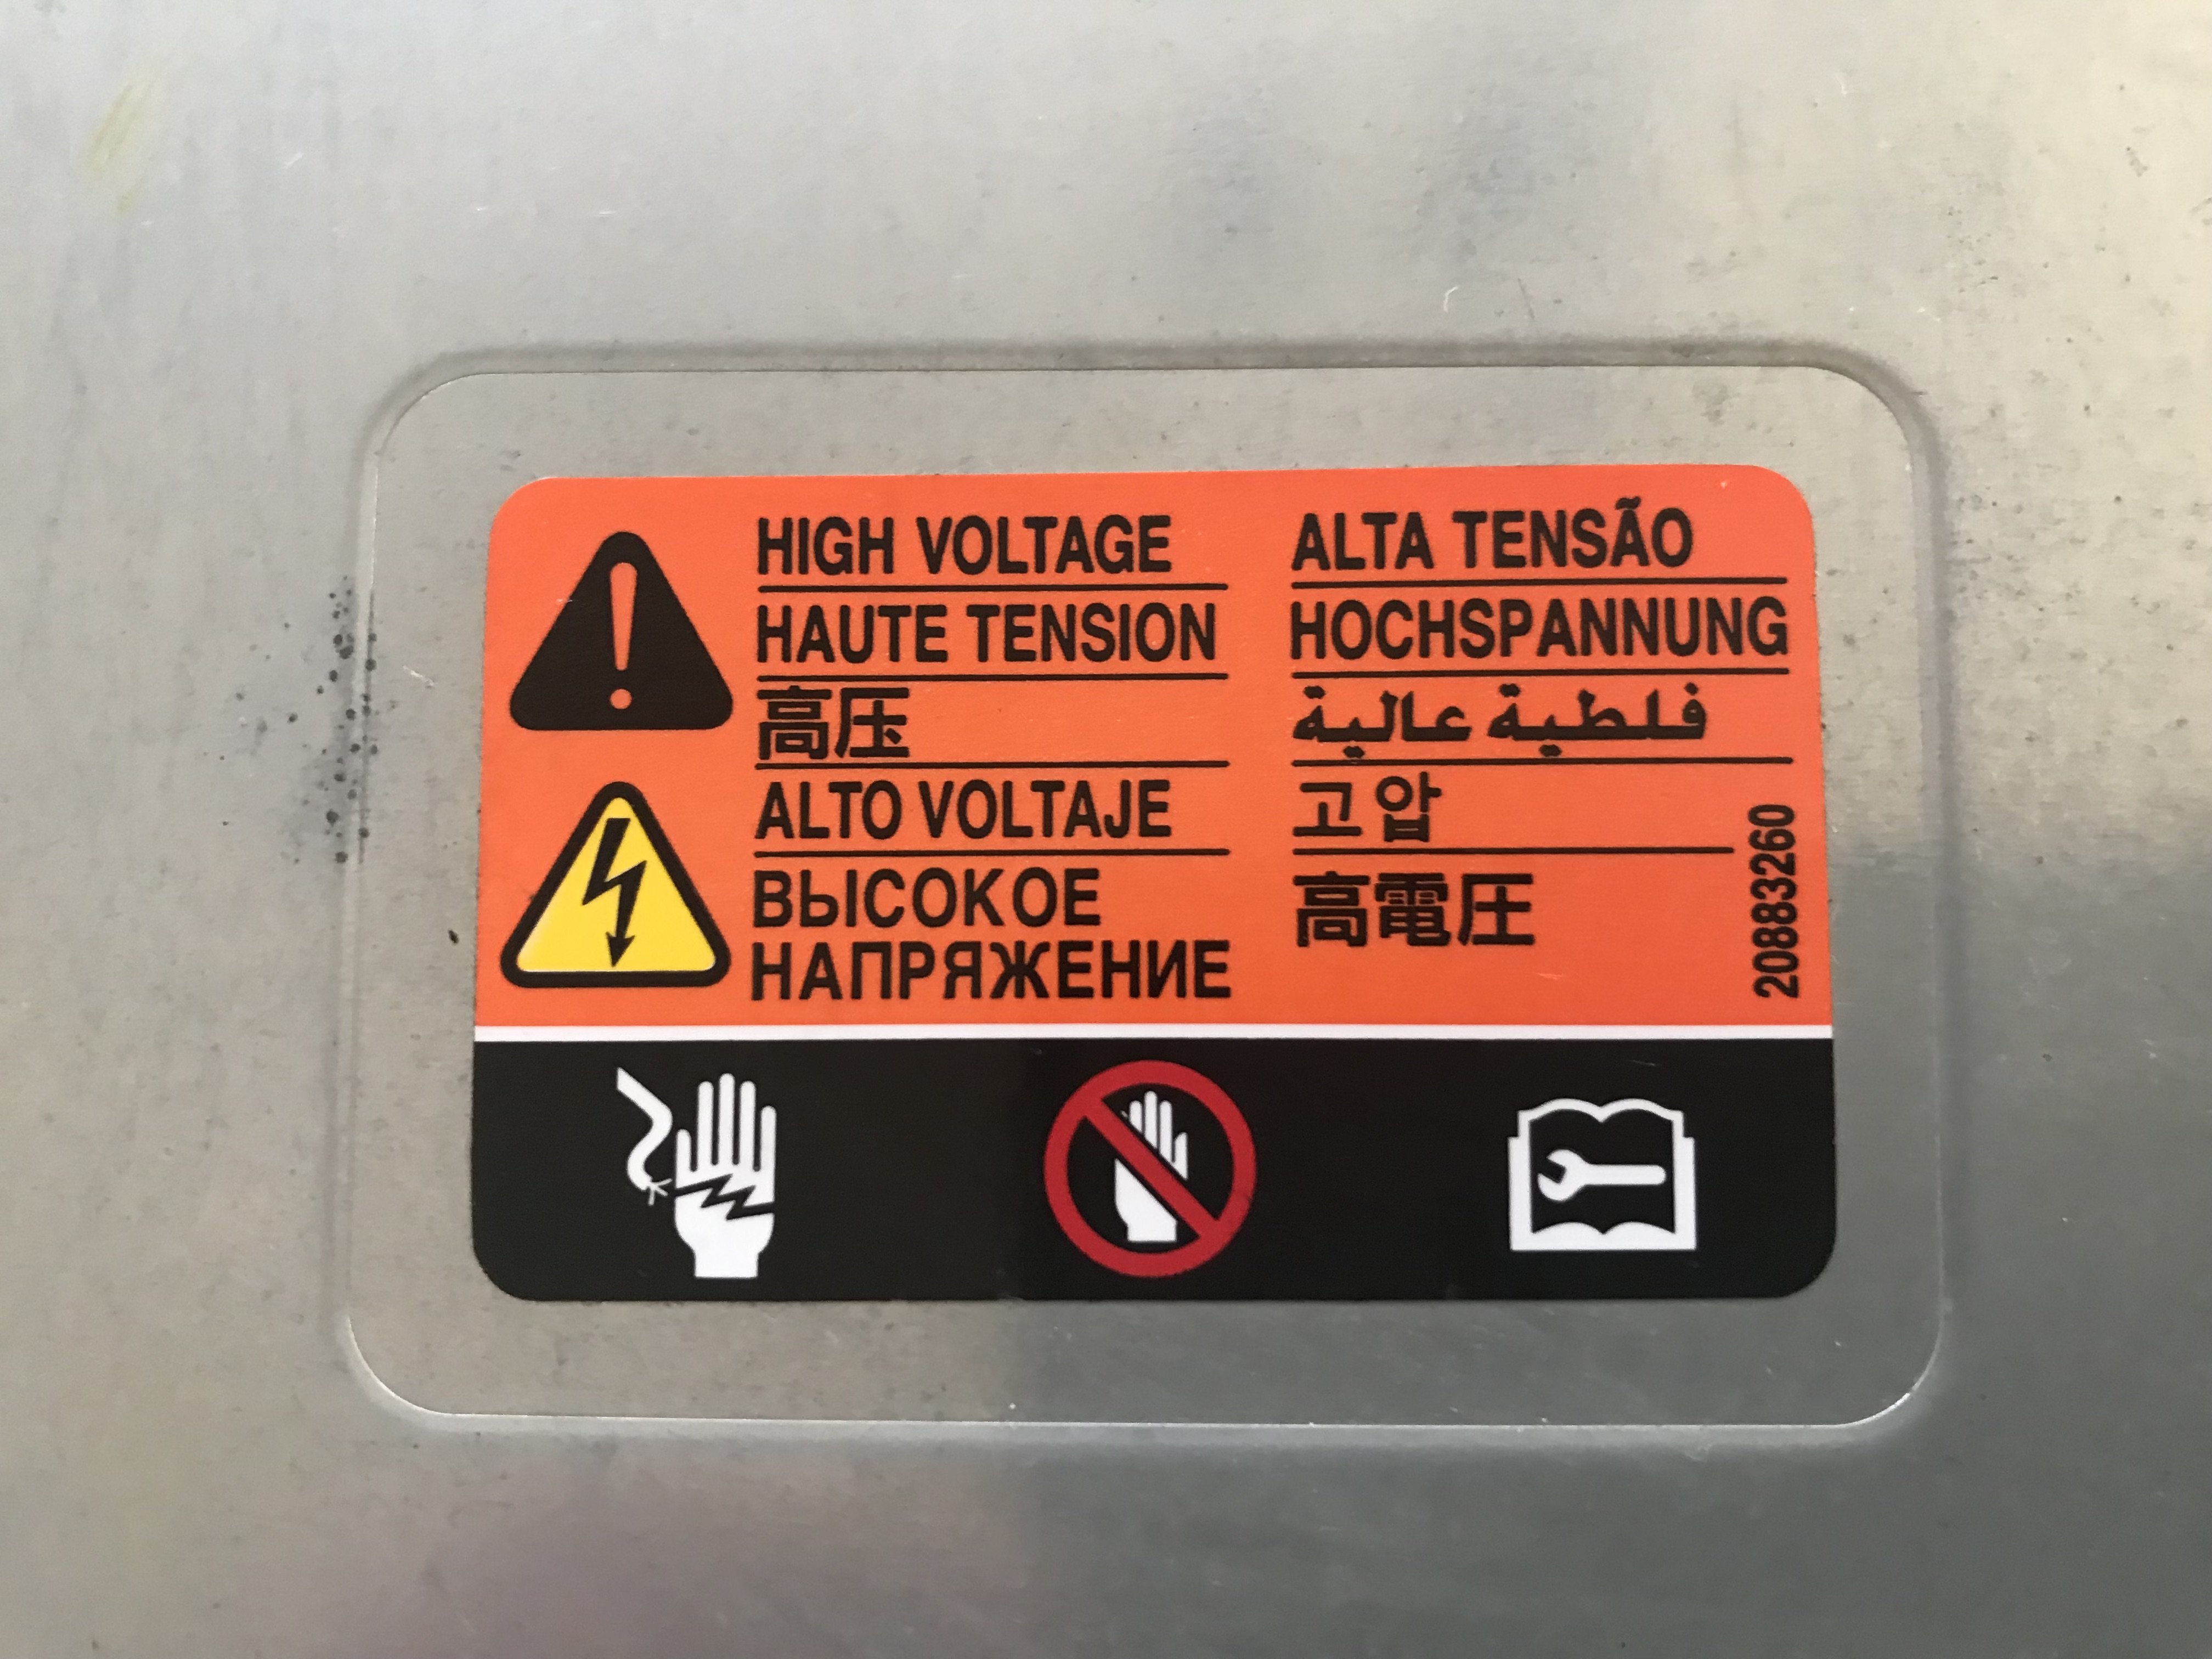 HIGH VOLTAGE
HAUTE TENSION
高压
ALTO VOLTAJE
ВЫСОКОЕ
НАПРЯЖЕНИЕ
ALTA TENSÃO
HOCHSPANNUNG
فلطية عالية
고압
高電圧
20883260